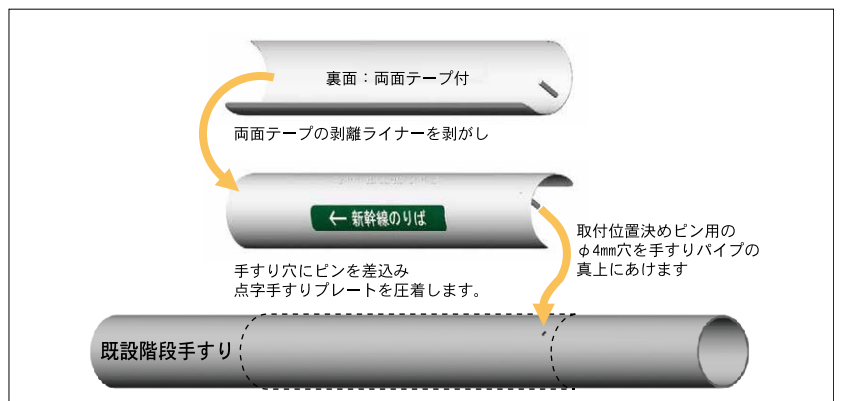 裏面：両面テープ付
両面テープの剥離ライナーを剥がし
← 新幹線のりば
取付位置決めピン用の
φ4㎜穴を手すりパイプの
真上にあけます
手すり穴にピンを差込み
点字手すりプレートを圧着します。
既設階段手すり